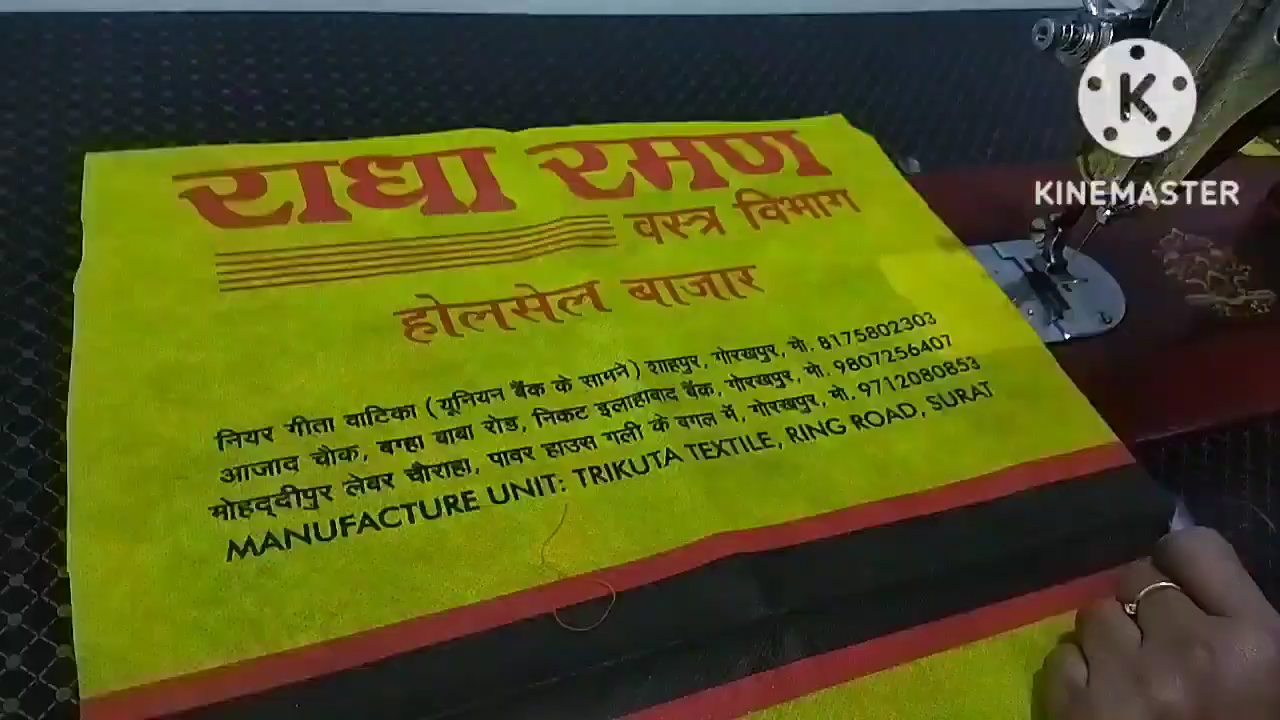 राधा रमण
वस्त्र विभाग
होलसेल बाजार
नियर गीता वाटिका (यूनियन बैंक के सामने) शाहपुर, गोरखपुर, मो. 8175802303
आजाद चौक, बग्हा बाबा रोड, निकट इलाहाबाद बैंक, गोरखपुर, मो. 9807256407
मोहद्दीपुर लेबर चौराहा, पावर हाउस गली के बगल में, गोरखपुर, मो. 9712080853
MANUFACTURE UNIT: TRIKUTA TEXTILE, RING ROAD, SURAT
K
KINEMASTER